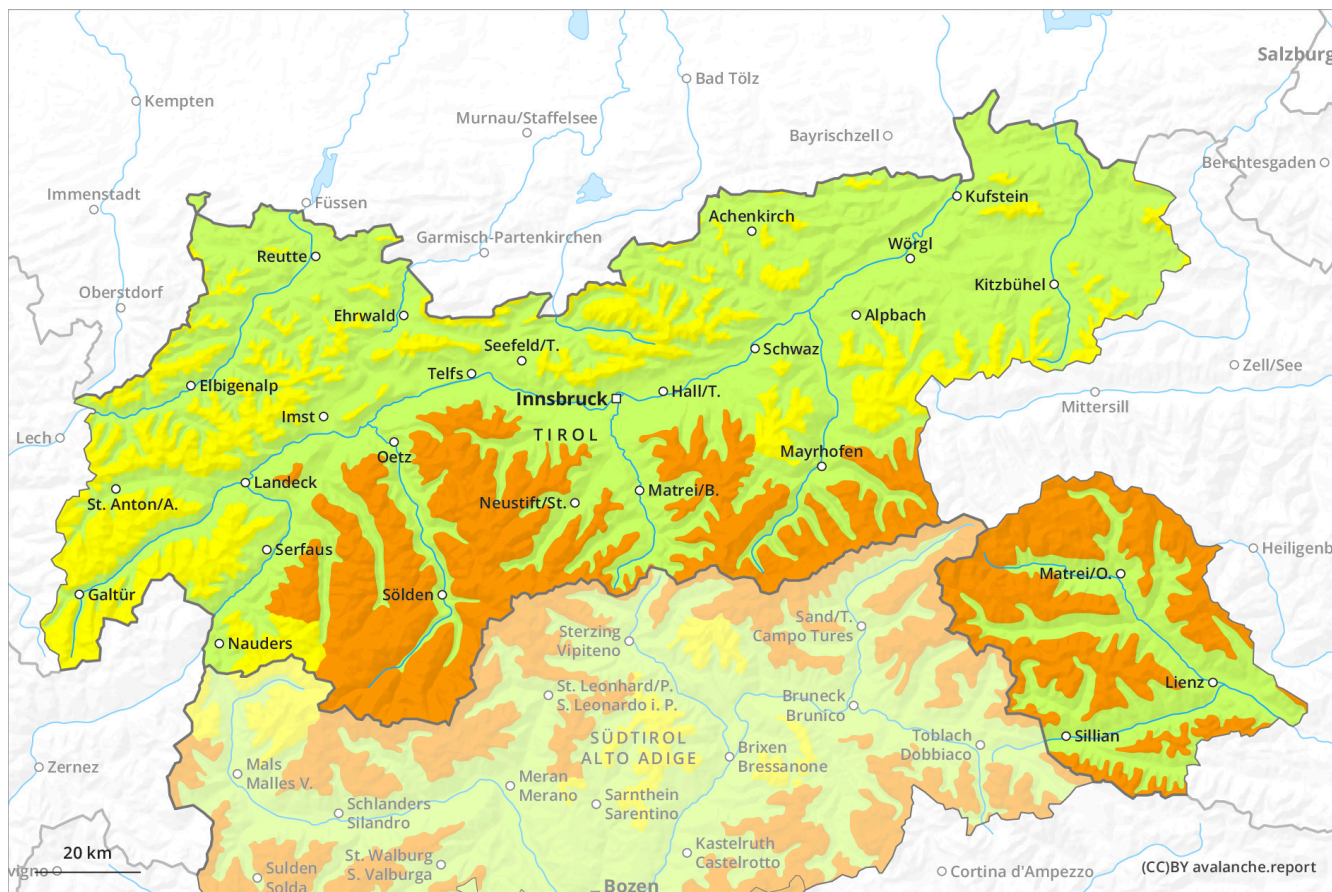 Salzburg
Bad Tölz
Kempten
Murnau/Staffelsee
Bayrischzell
Berchtesgaden
Immenstadt
Füssen
Kufstein
Achenkirch
Garmisch-Partenkirchen
Wörgl
Reutte
Kitzbühel
Oberstdorf
Ehrwald
Alpbach
Seefeld/T.
Schwaz
Zell/See
Telfs
Elbigenalp
Hall/T.
Innsbruck
Mittersill
Imst
Lech
TIROL
Oetz
Mayrhofen
Landeck
Matrei/B.
St. Anton/A.
Neustift/St.
Serfaus
Heiligenb
Matrei/O.
Galtür
Sölden
Sand/T.
Campo Tures
Sterzing
Vipiteno
Nauders
Lienz
St. Leonhard/P.
S. Leonardo i. P.
Bruneck
Brunico
SÜDTIROL
ALTO ADIGE
Toblach
Dobbiaco
Sillian
Brixen
Bressanone
Zernez
Mals
Malles V.
Meran
Merano
Sarnthein
Sarentino
Schlanders
Silandro
Kastelruth
Castelrotto
20 km
St. Walburg
S. Valburga
vigno
Sulden
Solda
Cortina d'Ampezzo
(CC)BY avalanche.report
Bozen